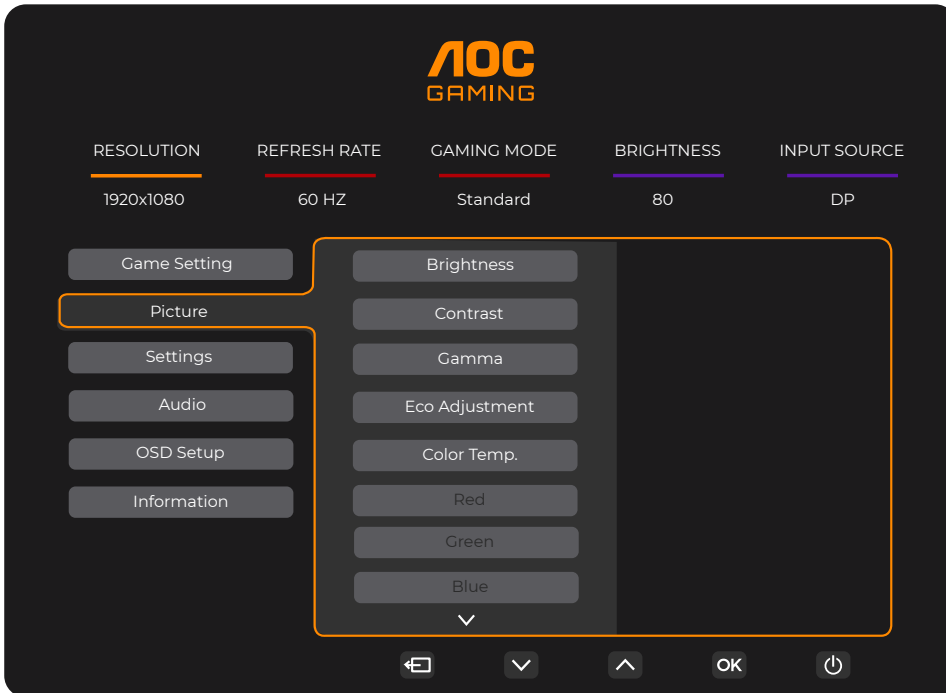 AOC
GAMING
RESOLUTION REFRESH RATE GAMING MODE BRIGHTNESS INPUT SOURCE
1920x1080 60 HZ Standard 80 DP
Game Setting
Picture
Settings
Audio
OSD Setup
Information
Brightness
Contrast
Gamma
Eco Adjustment
Color Temp.
Red
Green
Blue
OK